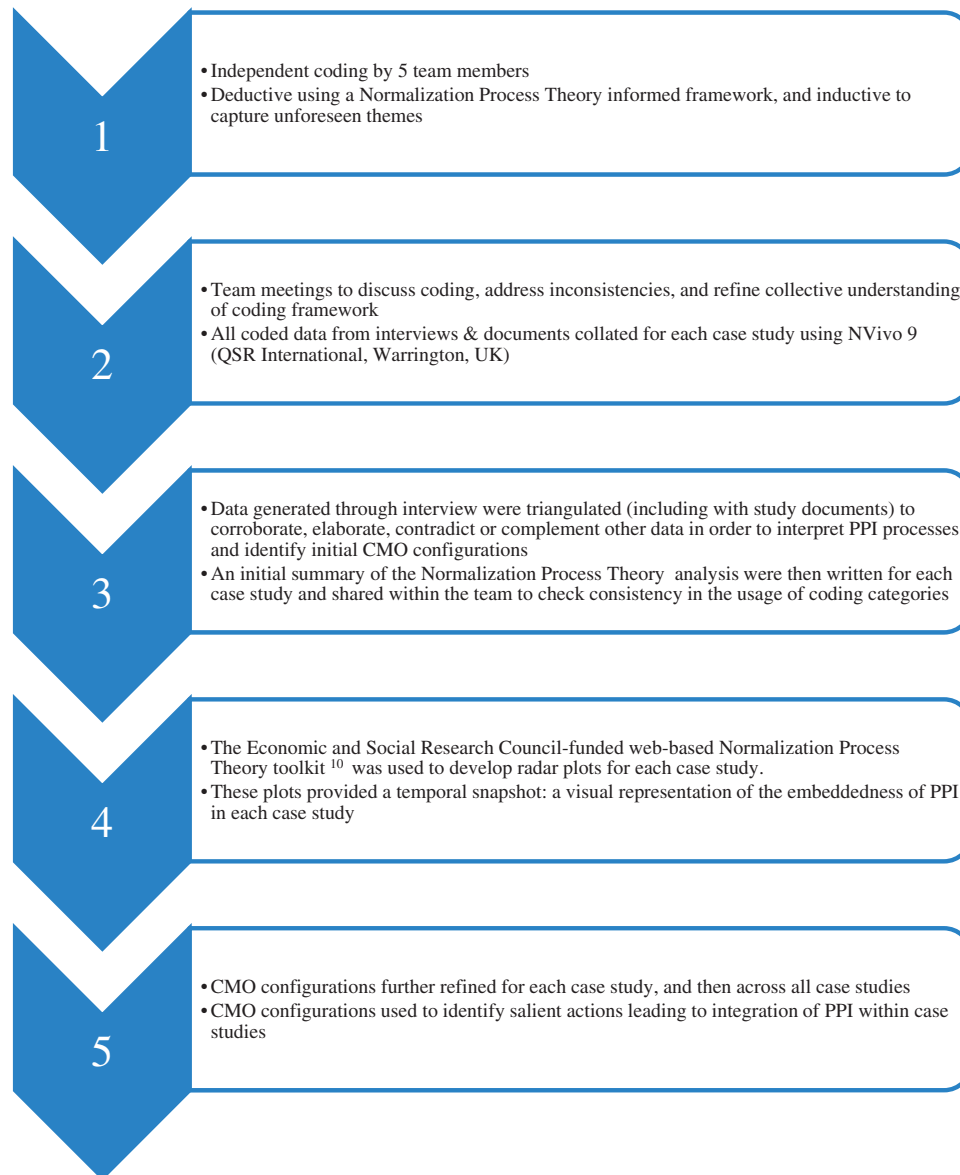 1
• Independent coding by 5 team members
• Deductive using a Normalization Process Theory informed framework, and inductive to
capture unforeseen themes
2
• Team meetings to discuss coding, address inconsistencies, and refine collective understanding
of coding framework
• All coded data from interviews & documents collated for each case study using NVivo 9
(QSR International, Warrington, UK)
3
• Data generated through interview were triangulated (including with study documents) to
corroborate, elaborate, contradict or complement other data in order to interpret PPI processes
and identify initial CMO configurations
• An initial summary of the Normalization Process Theory analysis were then written for each
case study and shared within the team to check consistency in the usage of coding categories
4
• The Economic and Social Research Council-funded web-based Normalization Process
Theory toolkit 10 was used to develop radar plots for each case study.
• These plots provided a temporal snapshot: a visual representation of the embeddedness of PPI
in each case study
5
• CMO configurations further refined for each case study, and then across all case studies
• CMO configurations used to identify salient actions leading to integration of PPI within case
studies